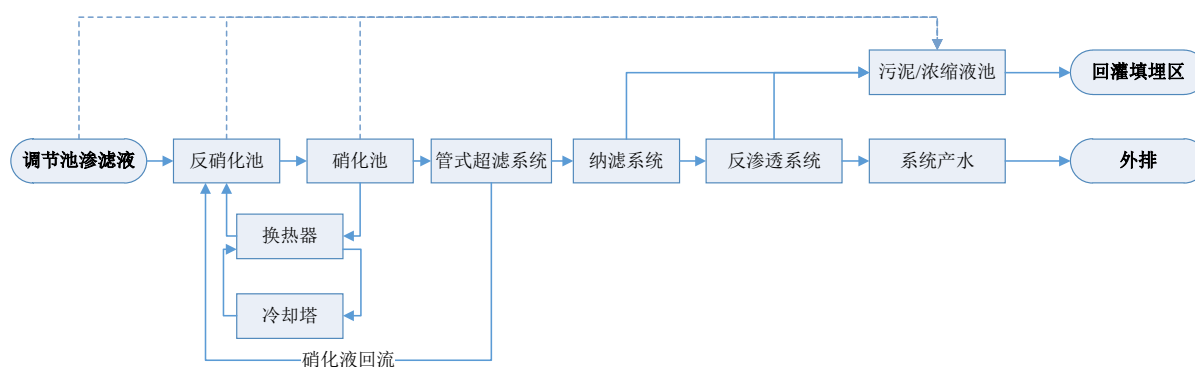 污泥/浓缩液池
回灌填埋区
调节池渗滤液
反硝化池
硝化池
管式超滤系统
纳滤系统
反渗透系统
系统产水
外排
换热器
冷却塔
硝化液回流